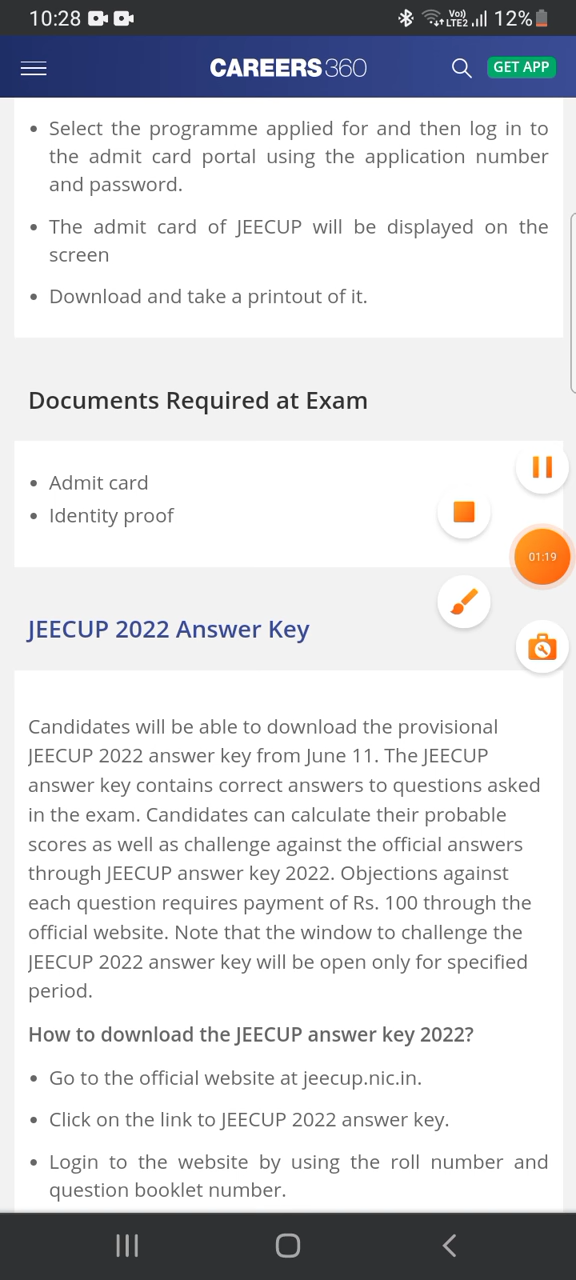 10:28
Vo)) LTE2
12%
CAREERS360
GET APP
• Select the programme applied for and then log in to
the admit card portal using the application number
and password.
• The admit card of JEECUP will be displayed on the
screen
• Download and take a printout of it.
Documents Required at Exam
• Admit card
• Identity proof
01:19
JEECUP 2022 Answer Key
Candidates will be able to download the provisional
JEECUP 2022 answer key from June 11. The JEECUP
answer key contains correct answers to questions asked
in the exam. Candidates can calculate their probable
scores as well as challenge against the official answers
through JEECUP answer key 2022. Objections against
each question requires payment of Rs. 100 through the
official website. Note that the window to challenge the
JEECUP 2022 answer key will be open only for specified
period.
How to download the JEECUP answer key 2022?
• Go to the official website at jeecup.nic.in.
• Click on the link to JEECUP 2022 answer key.
• Login to the website by using the roll number and
question booklet number.